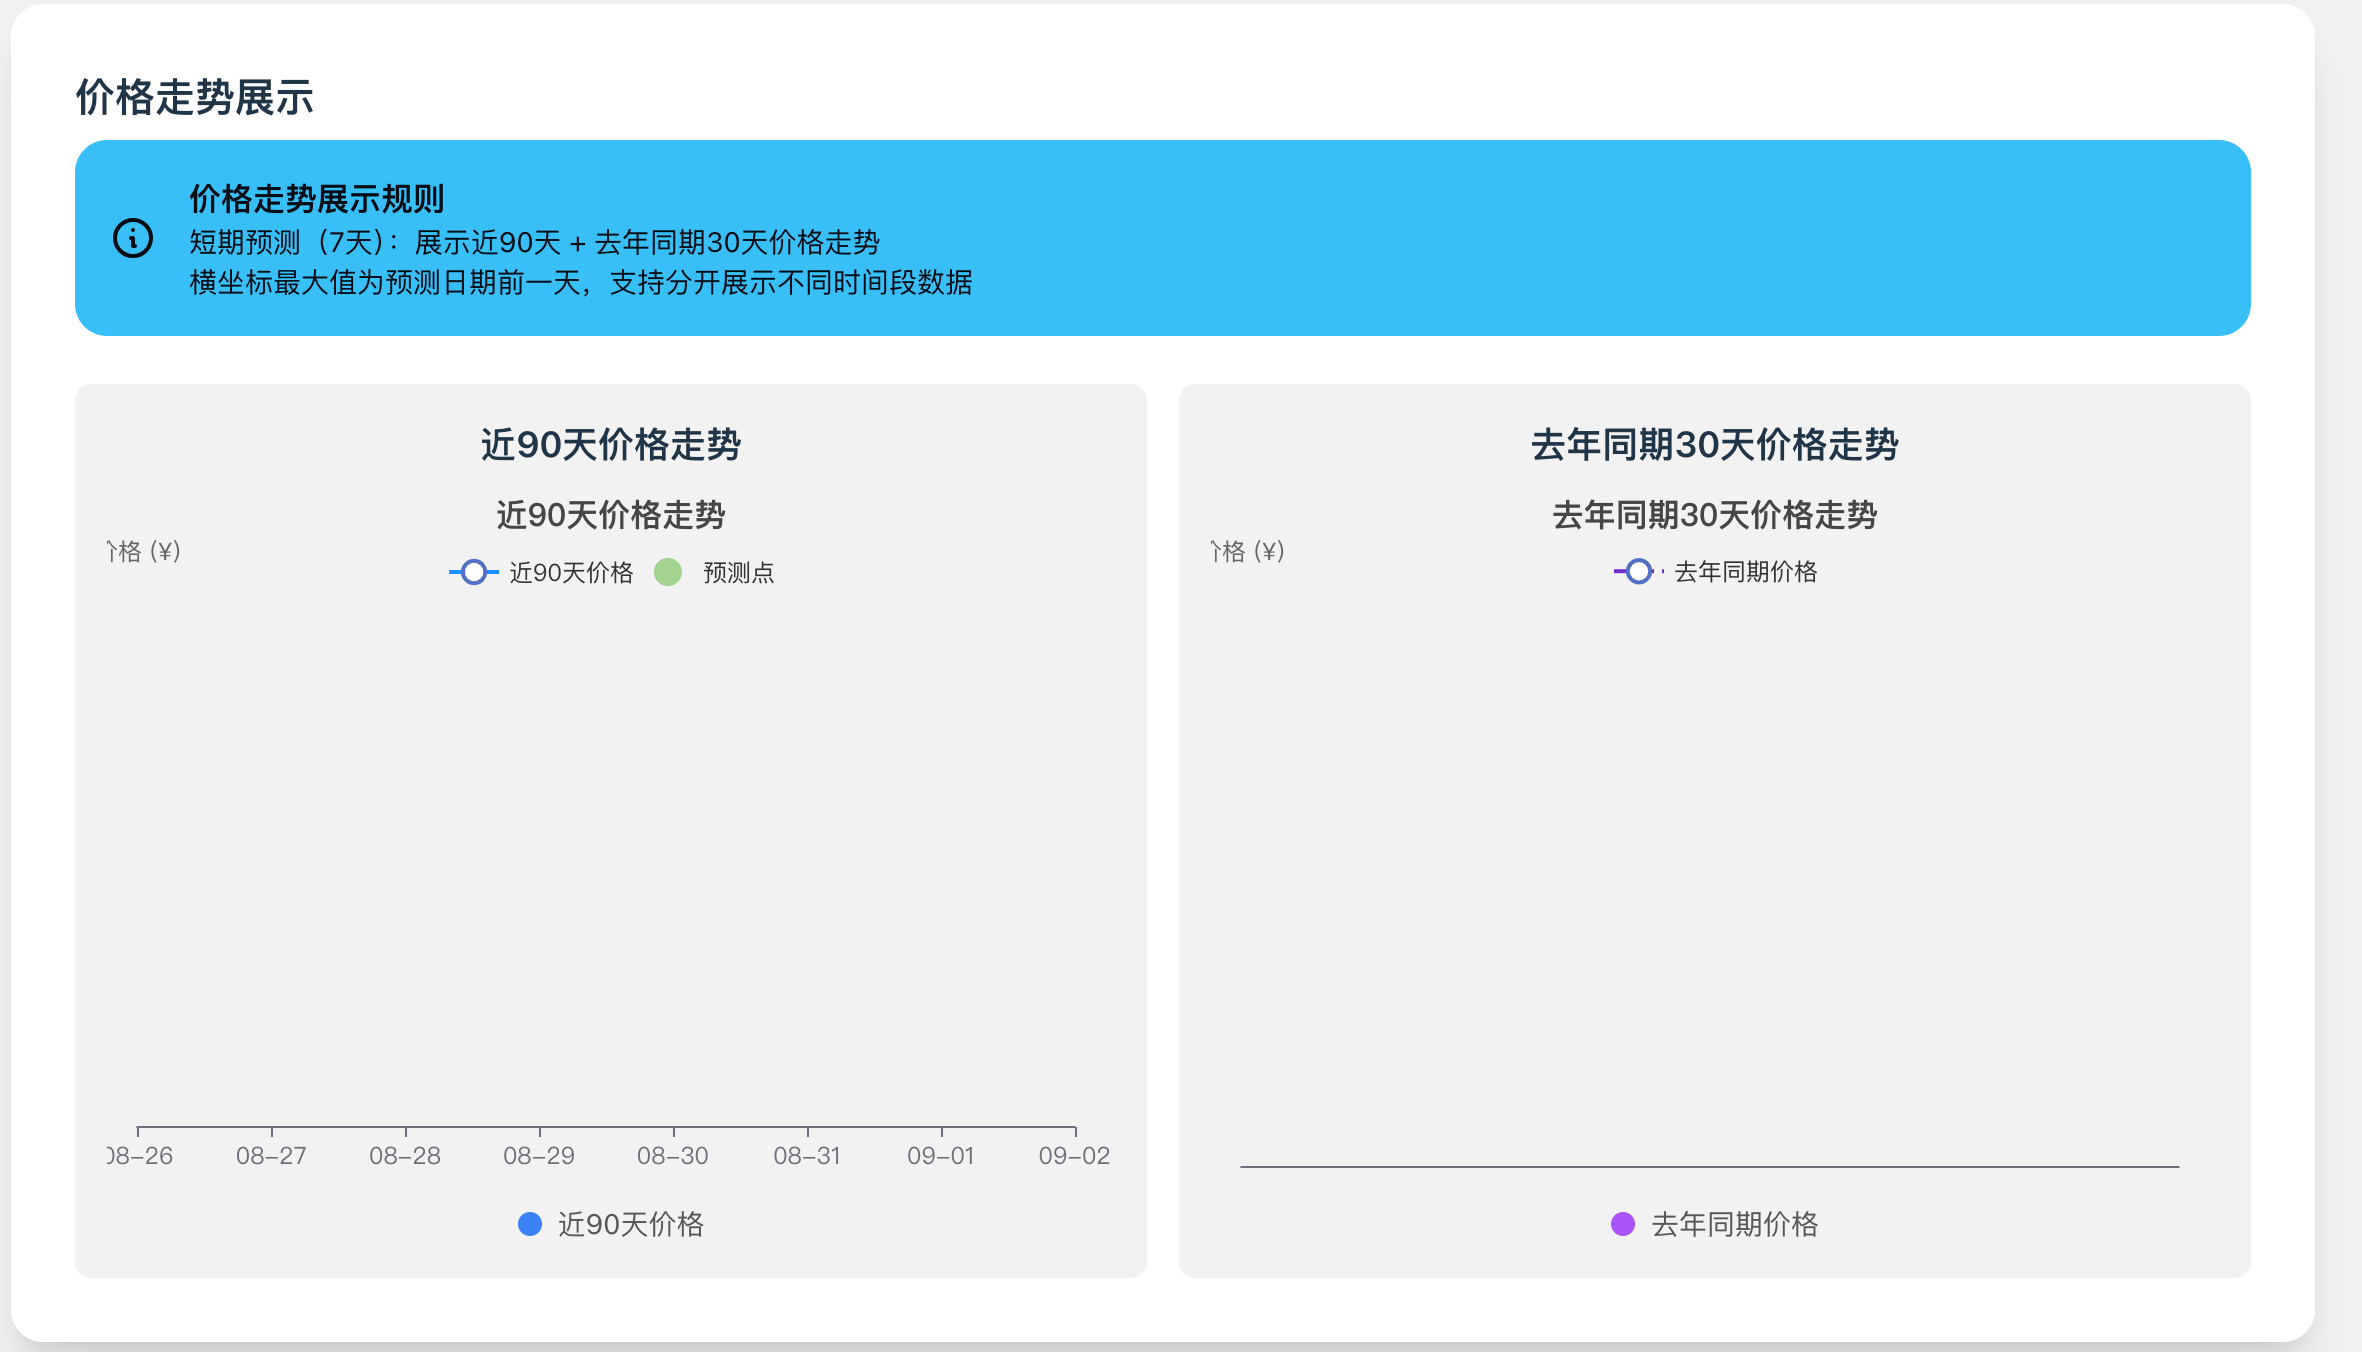 价格走势展示
价格走势展示规则
短期预测（7天）：展示近90天 + 去年同期30天价格走势
横坐标最大值为预测日期前一天，支持分开展示不同时间段数据
近90天价格走势
近90天价格走势
价格 (¥)
近90天价格 预测点
08-26 08-27 08-28 08-29 08-30 08-31 09-01 09-02
近90天价格
去年同期30天价格走势
去年同期30天价格走势
价格 (¥)
去年同期价格
去年同期价格